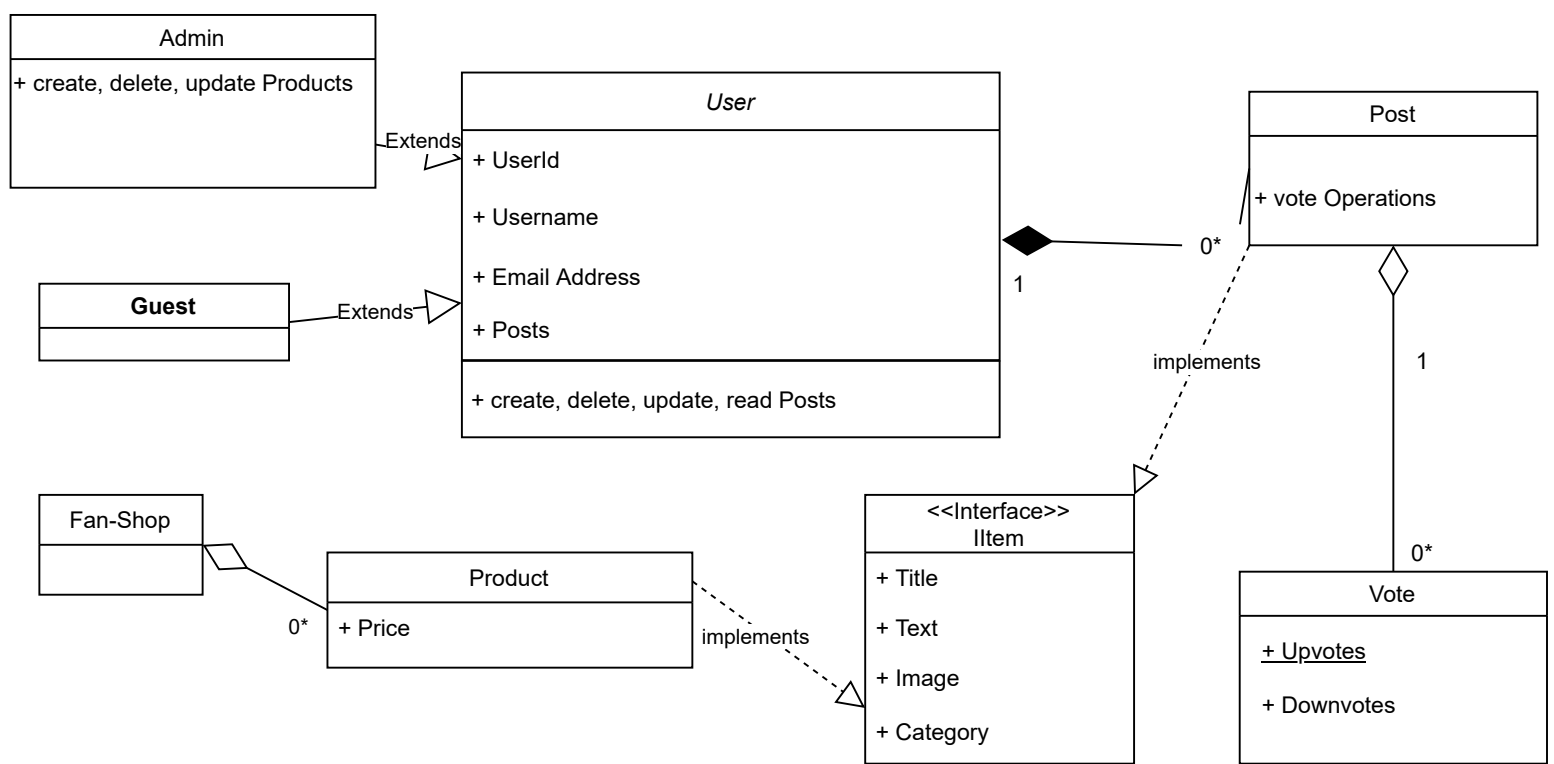 Admin
+ create, delete, update Products
Extends
User
+ UserId
+ Username
+ Email Address
+ Posts
+ create, delete, update, read Posts
1
0*
Post
+ vote Operations
Guest
Extends
implements
1
0*
Fan-Shop
0*
Product
+ Price
implements
<<Interface>>
IItem
+ Title
+ Text
+ Image
+ Category
Vote
+ Upvotes
+ Downvotes